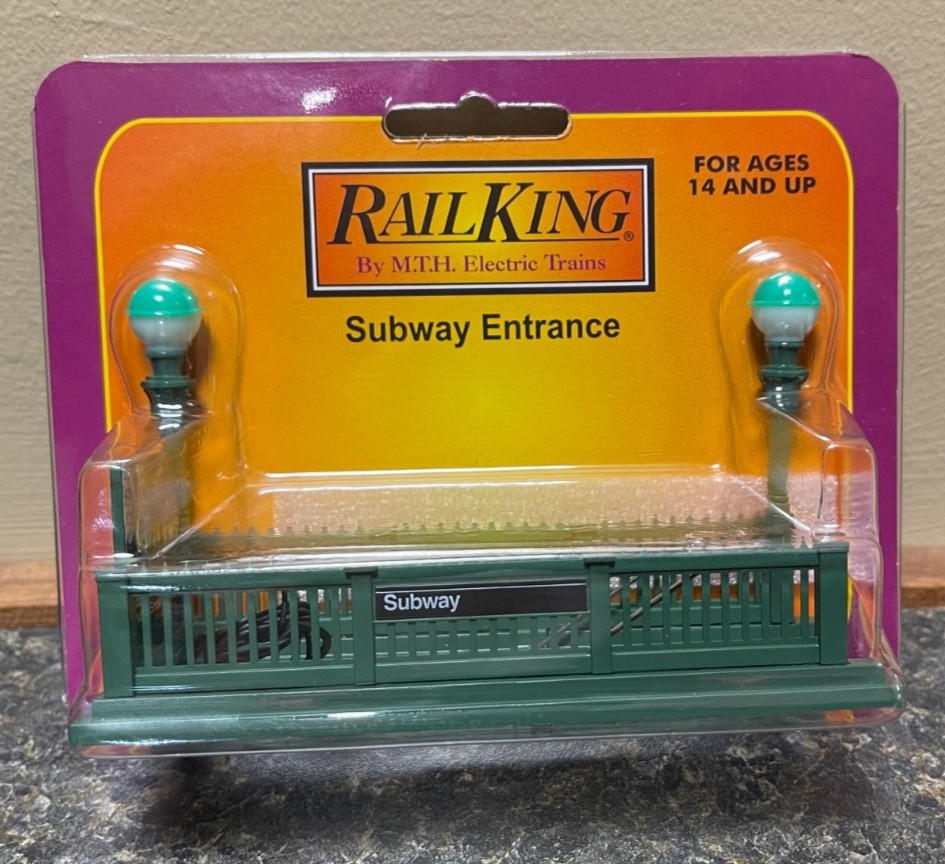 FOR AGES
14 AND UP
RAILKING®
By M.T.H. Electric Trains
Subway Entrance
Subway